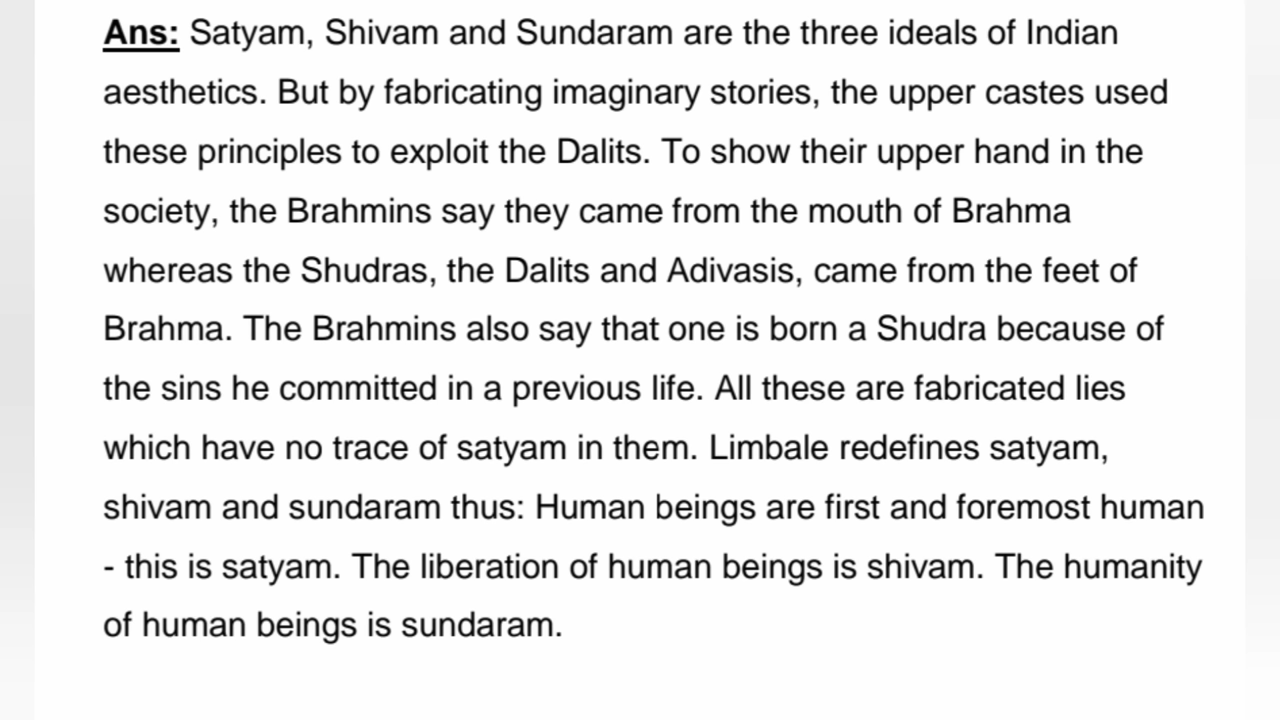 Ans: Satyam, Shivam and Sundaram are the three ideals of Indian
aesthetics. But by fabricating imaginary stories, the upper castes used
these principles to exploit the Dalits. To show their upper hand in the
society, the Brahmins say they came from the mouth of Brahma
whereas the Shudras, the Dalits and Adivasis, came from the feet of
Brahma. The Brahmins also say that one is born a Shudra because of
the sins he committed in a previous life. All these are fabricated lies
which have no trace of satyam in them. Limbale redefines satyam,
shivam and sundaram thus: Human beings are first and foremost human
- this is satyam. The liberation of human beings is shivam. The humanity
of human beings is sundaram.